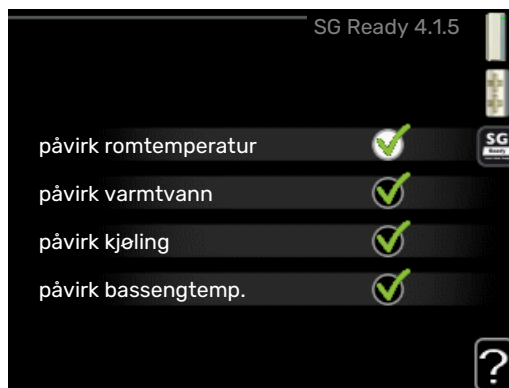 SG Ready 4.1.5
påvirk romtemperatur
SG
Ready
påvirk varmtvann
påvirk kjøling
påvirk bassengtemp.
?